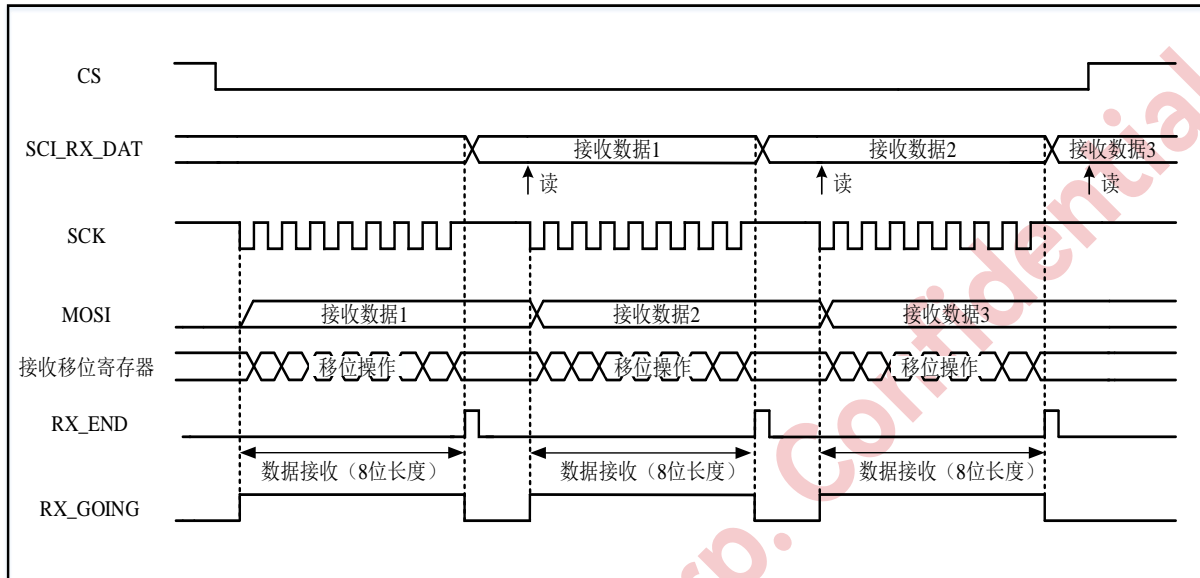 CS
SCI_RX_DAT
接收数据1
接收数据2
接收数据3
读
读
读
SCK
MOSI
接收数据1
接收数据2
接收数据3
接收移位寄存器
移位操作
移位操作
移位操作
RX_END
数据接收（8位长度）
数据接收（8位长度）
数据接收（8位长度）
RX_GOING
rp. Confidential